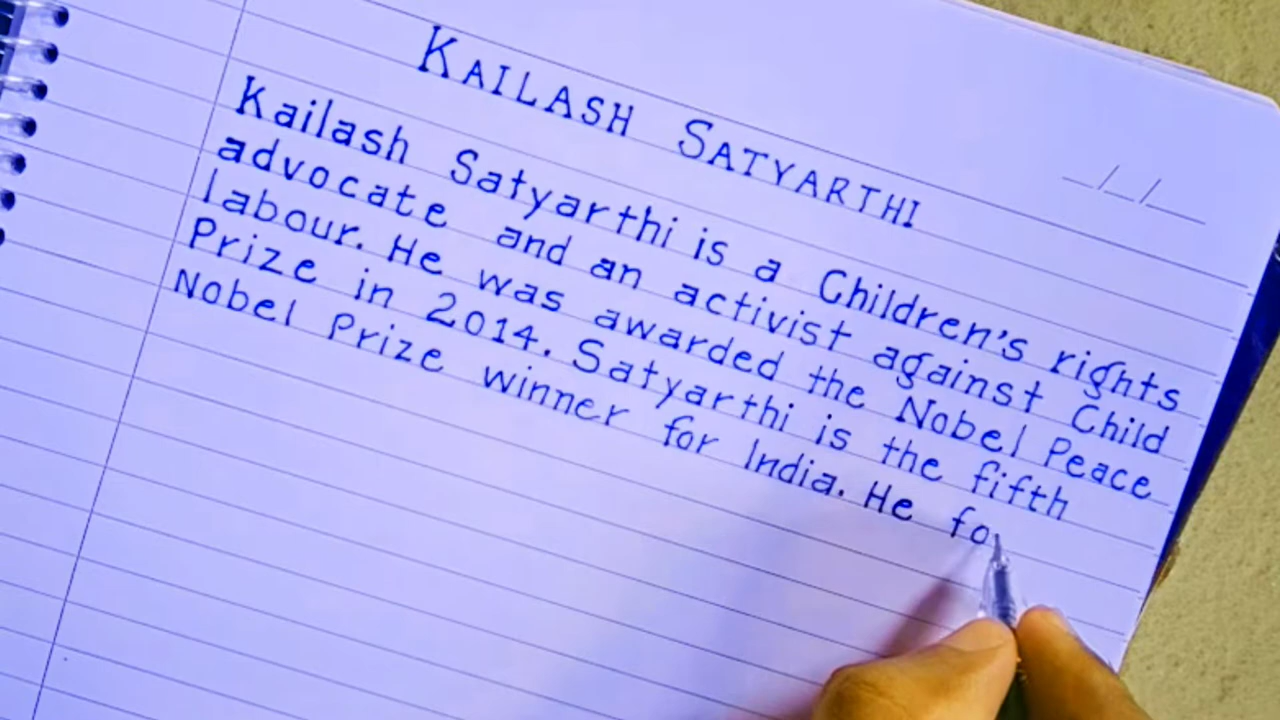 KAILASH SATYARTHI
Kailash Satyarthi is a Children's rights
advocate and an activist against Child
labour. He was awarded the Nobel Peace
Prize in 2014. Satyarthi is the fifth
Nobel Prize winner for India. He fo